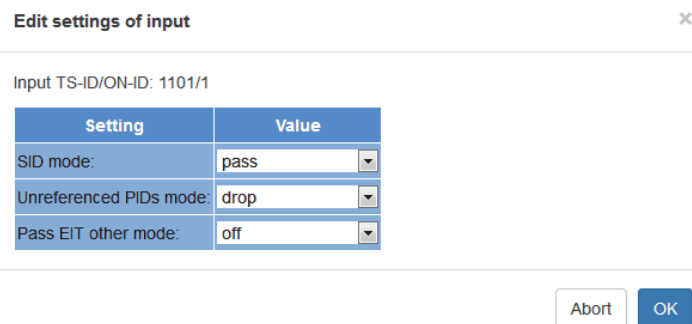 Edit settings of input
×
Input TS-ID/ON-ID: 1101/1
Setting Value
SID mode: pass
Unreferenced PIDs mode: drop
Pass EIT other mode: off
Abort OK